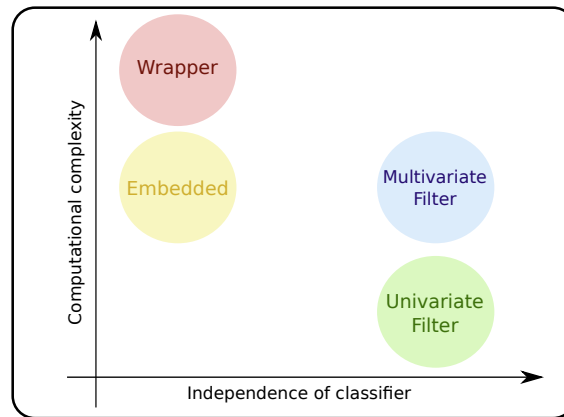 Wrapper
Embedded
Multivariate
Filter
Univariate
Filter
Computational complexity
Independence of classifier